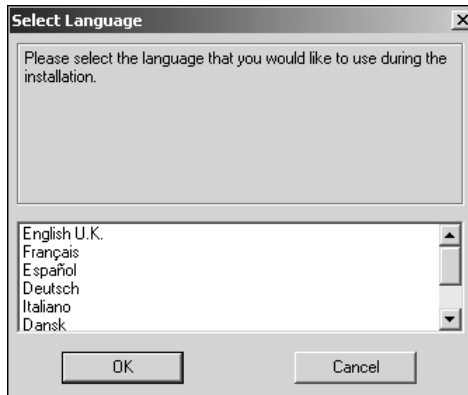 Select Language
Please select the language that you would like to use during the
installation.
English U.K.
Français
Español
Deutsch
Italiano
Dansk
OK
Cancel